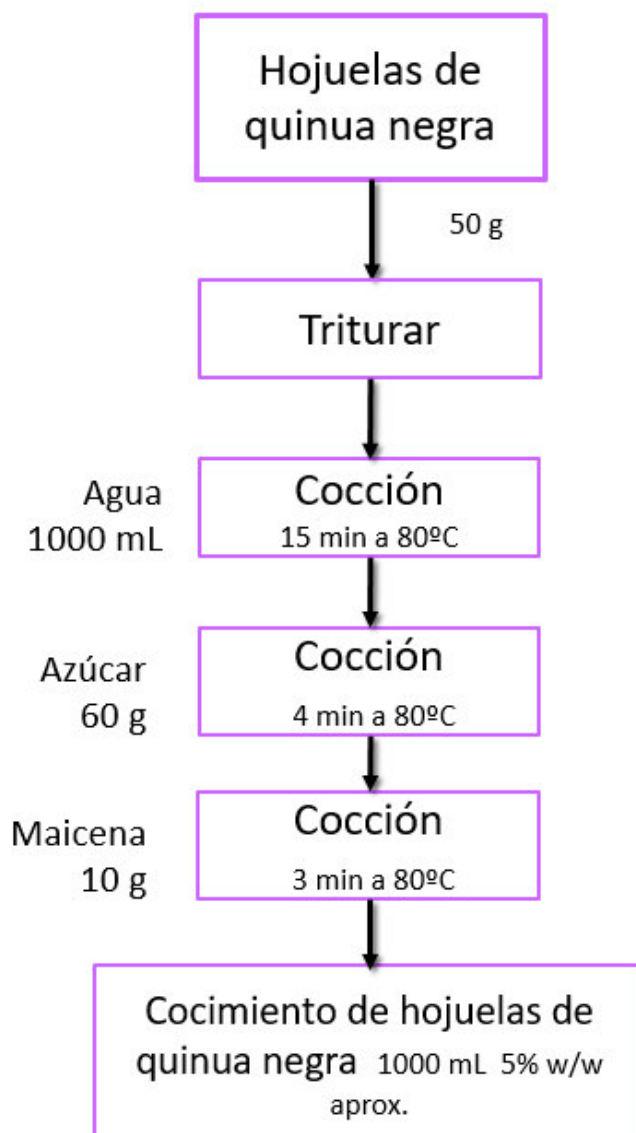 Hojuelas de
quinua negra
50 g
Triturar
Agua
1000 mL
Cocción
15 min a 80ºC
Azúcar
60 g
Cocción
4 min a 80ºC
Maicena
10 g
Cocción
3 min a 80ºC
Cocimiento de hojuelas de
quinua negra 1000 mL 5% w/w
aprox.